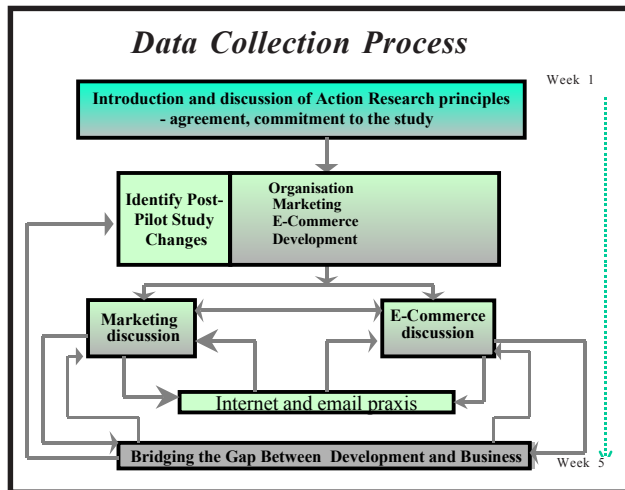 Data Collection Process
Week 1
Introduction and discussion of Action Research principles
- agreement, commitment to the study
Identify Post-
Pilot Study
Changes
Organisation
Marketing
E-Commerce
Development
Marketing
discussion
E-Commerce
discussion
Internet and email praxis
Bridging the Gap Between Development and Business
Week 5